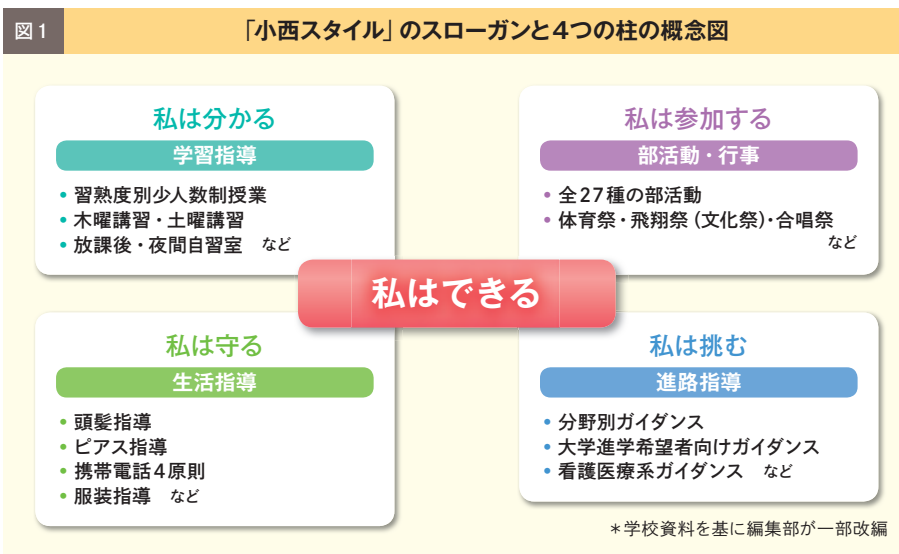 図1
「小西スタイル」のスローガンと4つの柱の概念図
私は分かる
学習指導
• 習熟度別少人数制授業
• 木曜講習・土曜講習
• 放課後・夜間自習室 など
私は参加する
部活動・行事
• 全27種の部活動
• 体育祭・飛翔祭(文化祭)・合唱祭
など
私はできる
私は守る
生活指導
• 頭髪指導
• ピアス指導
• 携帯電話4原則
• 服装指導 など
私は挑む
進路指導
• 分野別ガイダンス
• 大学進学希望者向けガイダンス
• 看護医療系ガイダンス など
*学校資料を基に編集部が一部改編